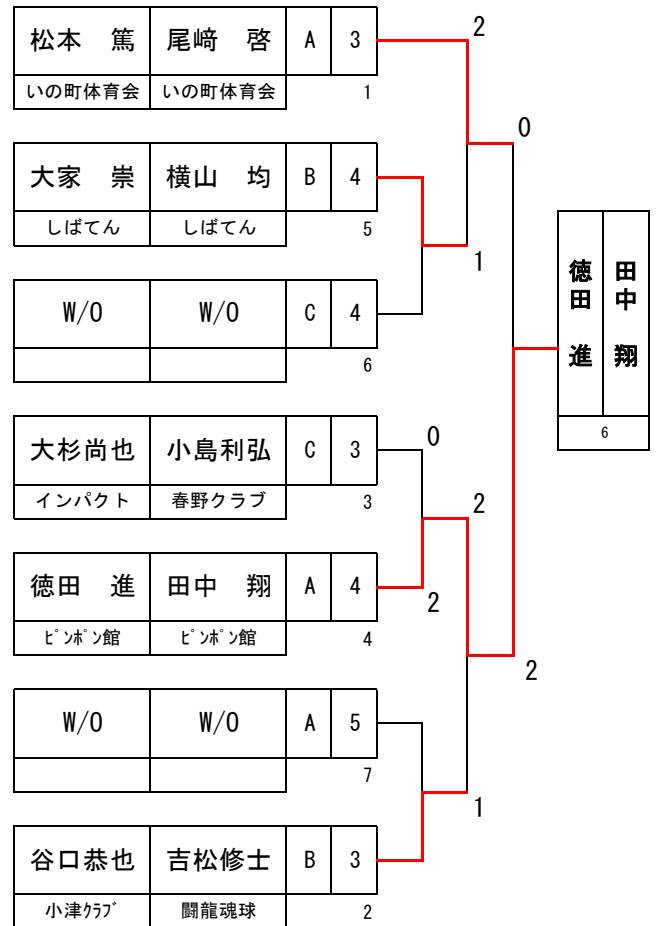 松本　篤 尾﨑　啓 A 3
いの町体育会 いの町体育会 1
大家　崇 横山　均 B 4
しばてん しばてん 5
W/O W/O C 4
6
大杉尚也 小島利弘 C 3
インパクト 春野クラブ 3
徳田　進 田中　翔 A 4
ﾋﾟﾝﾎﾟﾝ館 ﾋﾟﾝﾎﾟﾝ館 4
W/O W/O A 5
7
谷口恭也 吉松修士 B 3
小津ｸﾗﾌﾞ 闘龍魂球 2
2
1
0
2
2
1
0
2
徳田　進
田中　翔
6